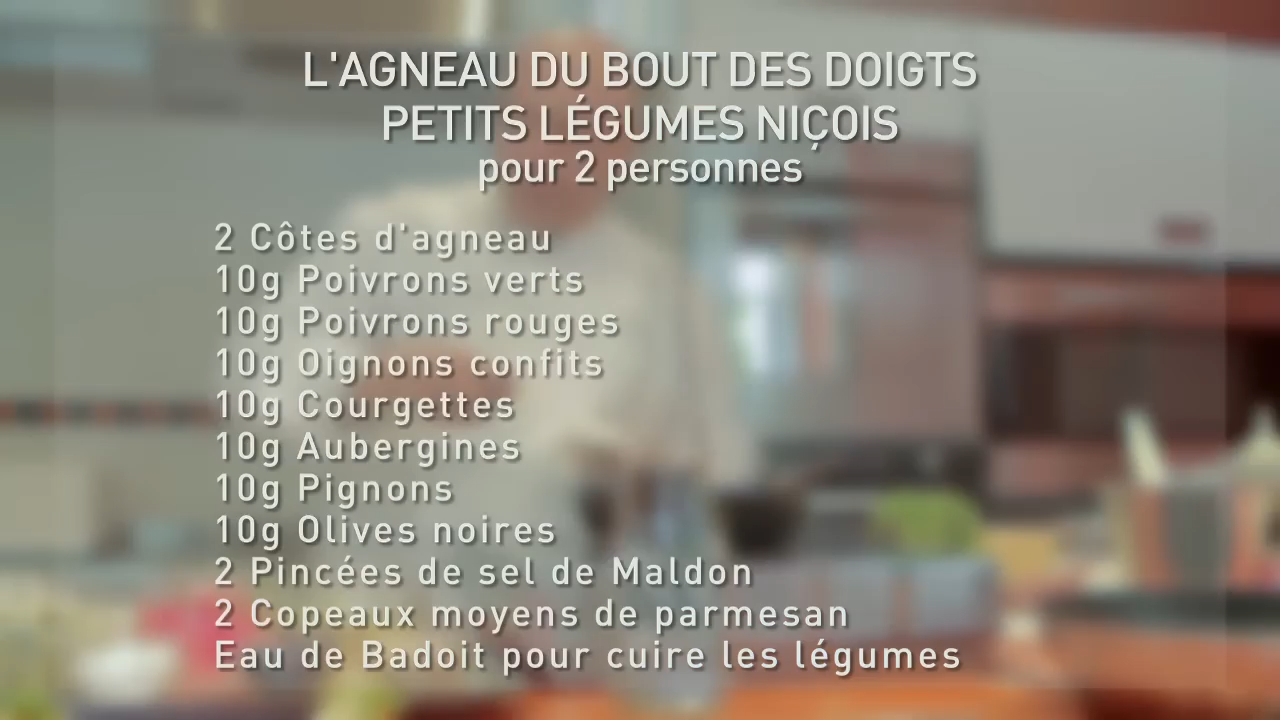 L'AGNEAU DU BOUT DES DOIGTS
PETITS LÉGUMES NIÇOIS
pour 2 personnes
2 Côtes d'agneau
10g Poivrons verts
10g Poivrons rouges
10g Oignons confits
10g Courgettes
10g Aubergines
10g Pignons
10g Olives noires
2 Pincées de sel de Maldon
2 Copeaux moyens de parmesan
Eau de Badoit pour cuire les légumes